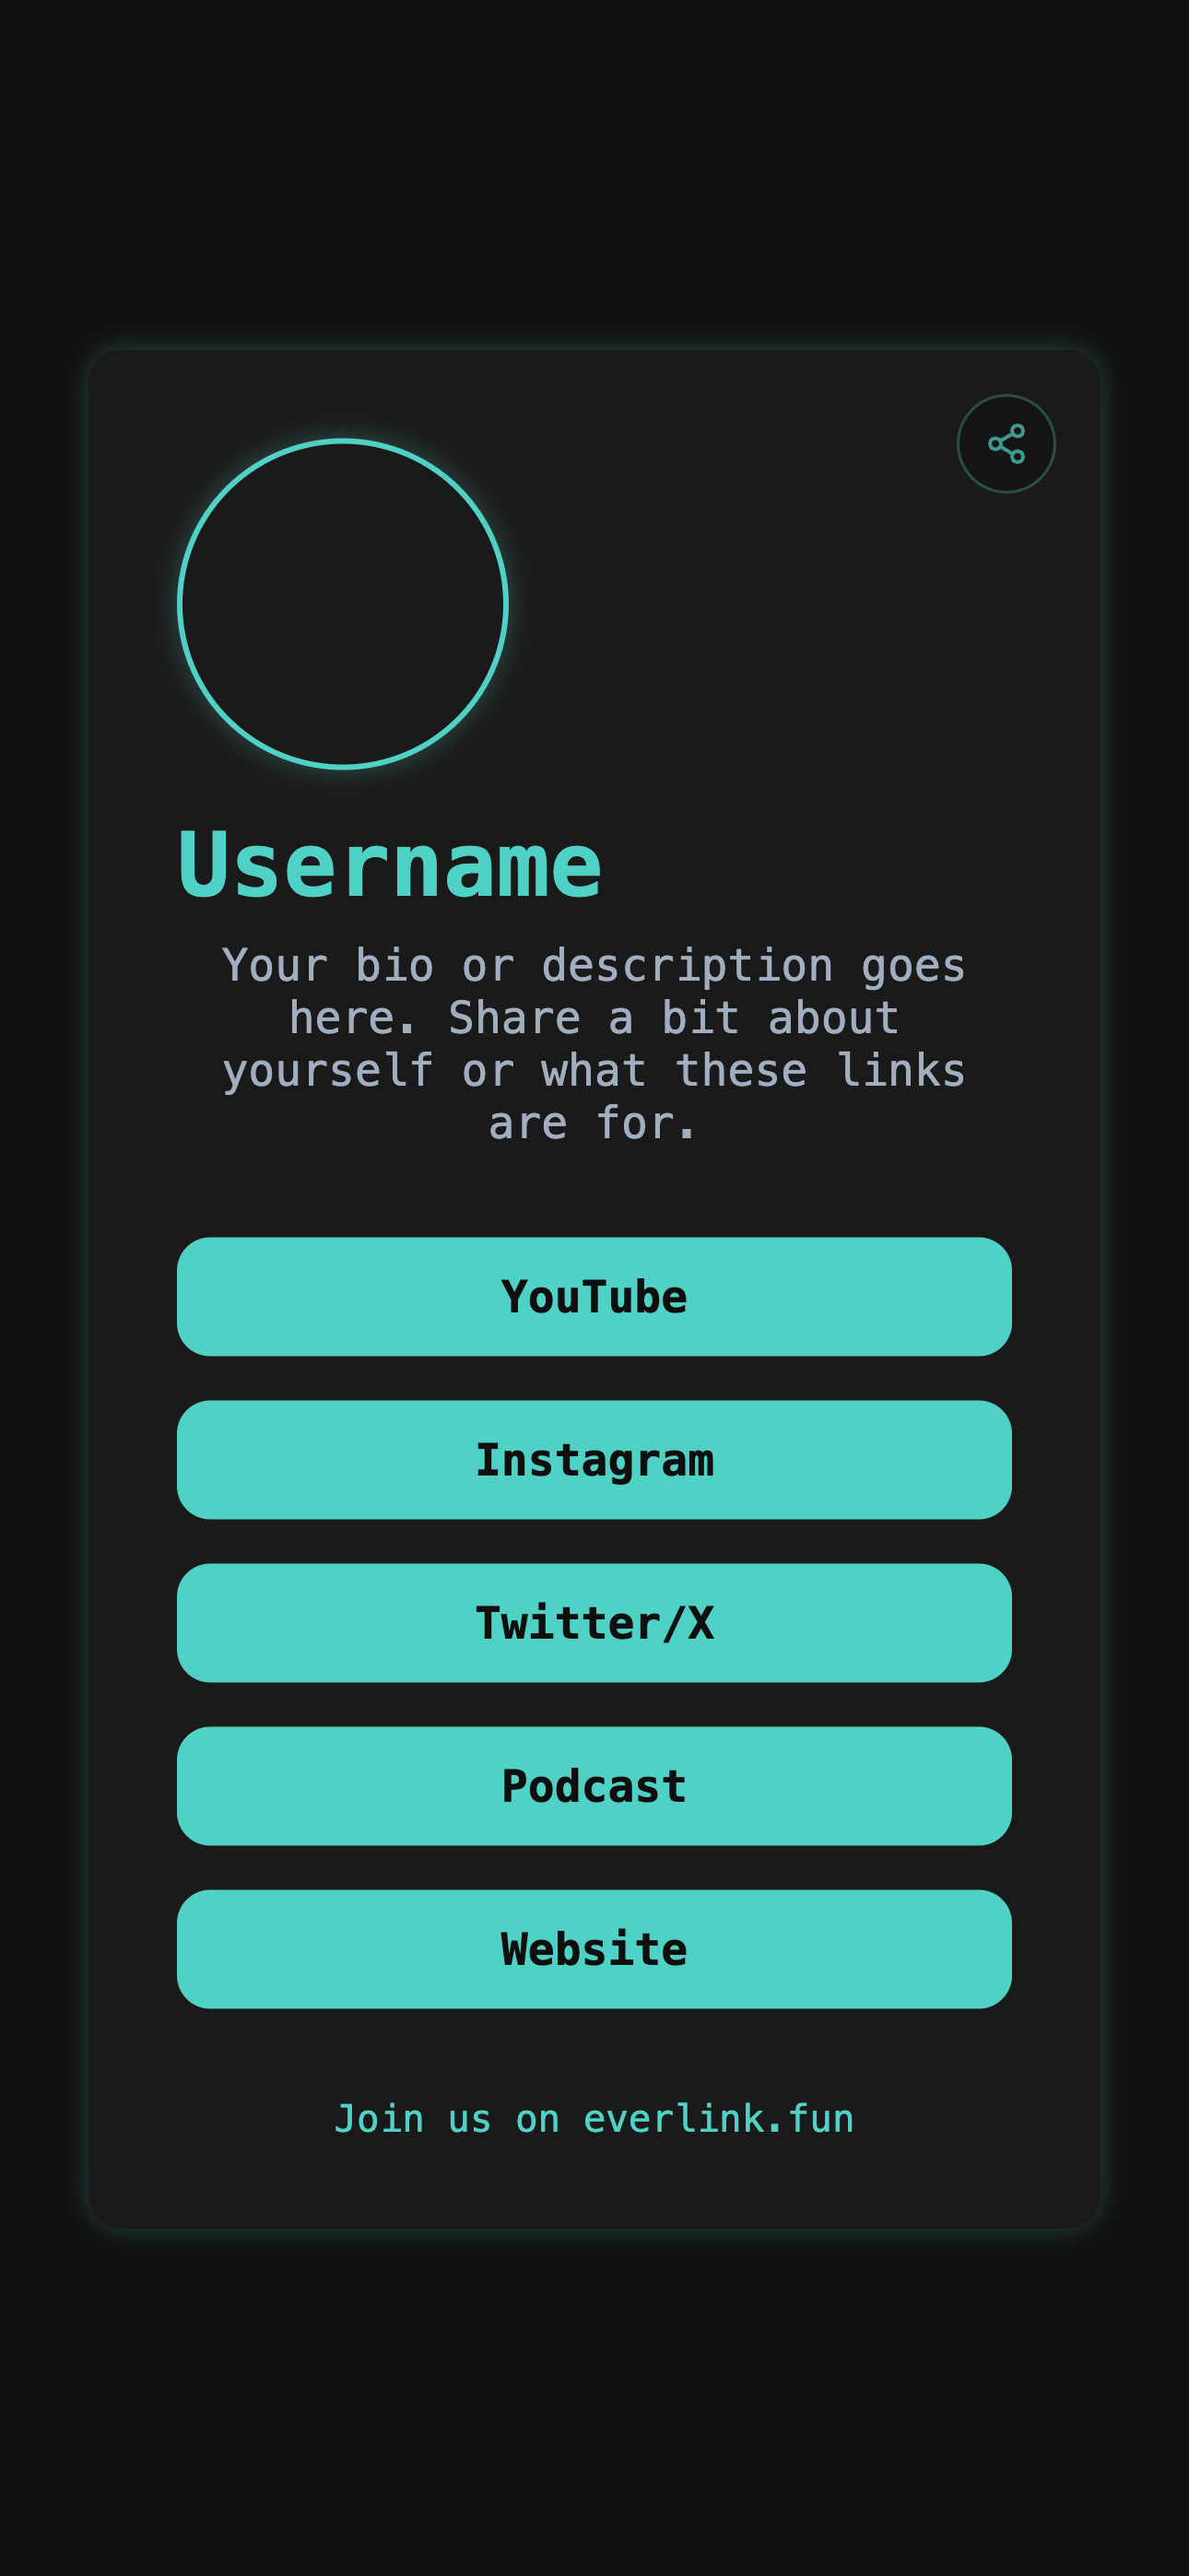 Username
Your bio or description goes
here. Share a bit about
yourself or what these links
are for.
YouTube
Instagram
Twitter/X
Podcast
Website
Join us on everlink.fun